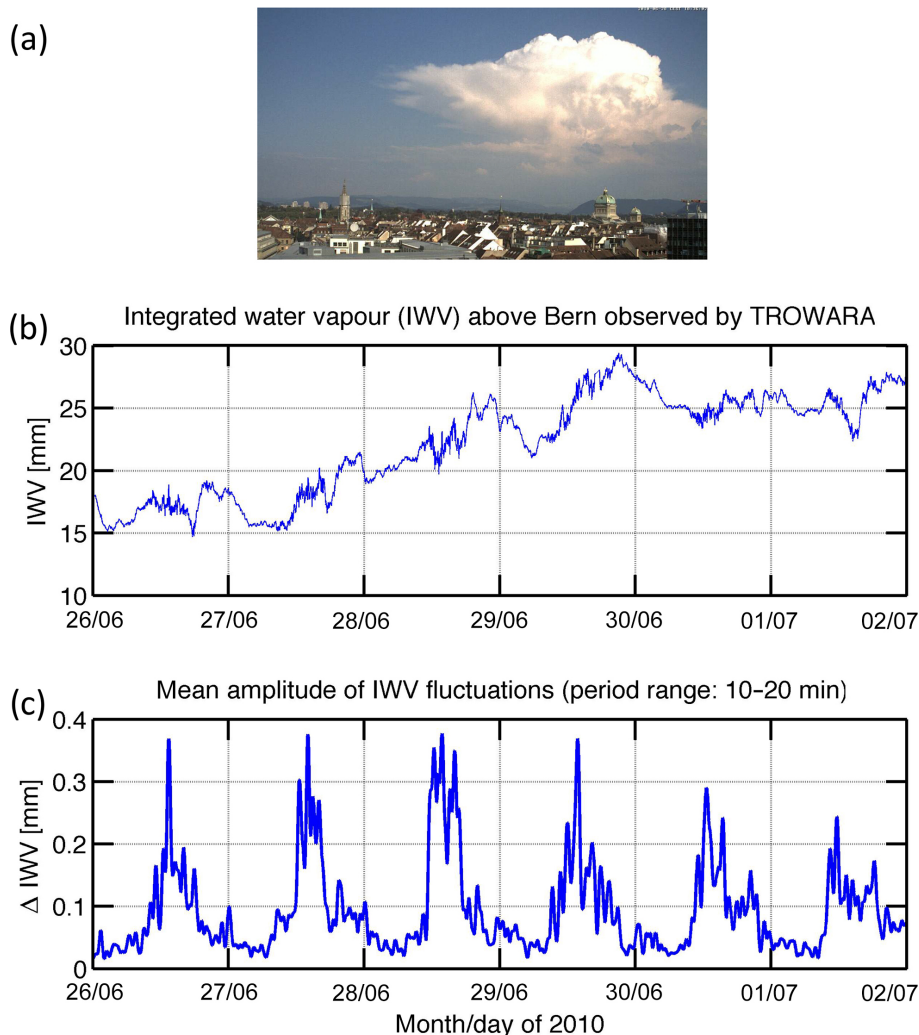 (a)
(b)
Integrated water vapour (IWV) above Bern observed by TROWARA
30
25
20
15
10
IWV [mm]
26/06 27/06 28/06 29/06 30/06 01/07 02/07
(c)
Mean amplitude of IWV fluctuations (period range: 10–20 min)
0.4
0.3
0.2
0.1
0
Δ IWV [mm]
26/06 27/06 28/06 29/06 30/06 01/07 02/07
Month/day of 2010